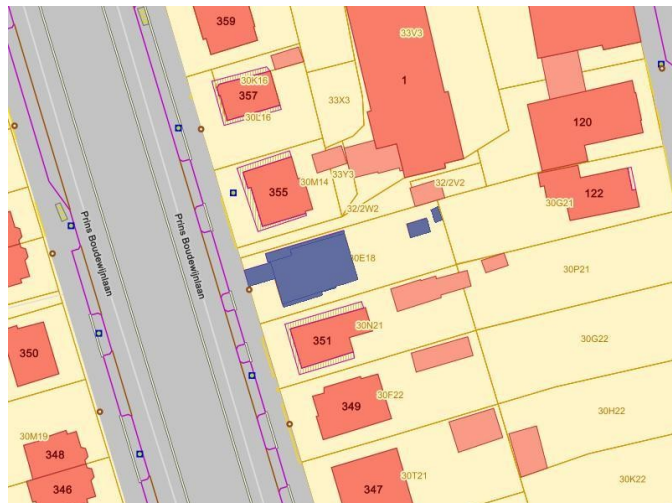 359
33V3
30K16
1
357
33X3
120
30L16
33Y3
30M14
32/2V2
355
122
30G21
32/2W2
Prins Boudewijnlaan
Prins Boudewijnlaan
30E18
30P21
30N21
351
350
30G22
30F22
349
30H22
30M19
348
30T21
30K22
346
347